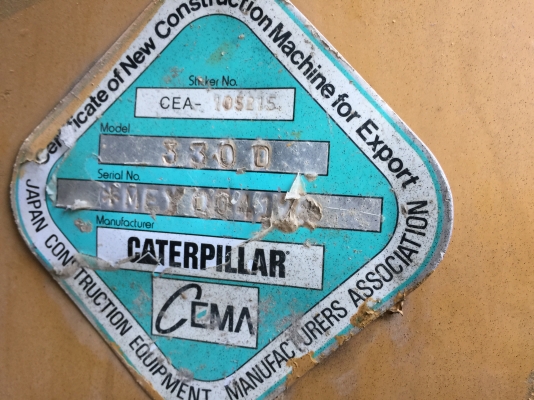 Certificate of New Construction Machine for Export
Sticker No.
CEA- 105215
Model
330D
Serial No.
Manufacturer
CATERPILLAR
CEMA
JAPAN CONSTRUCTION EQUIPMENT MANUFACTURERS ASSOCIATION